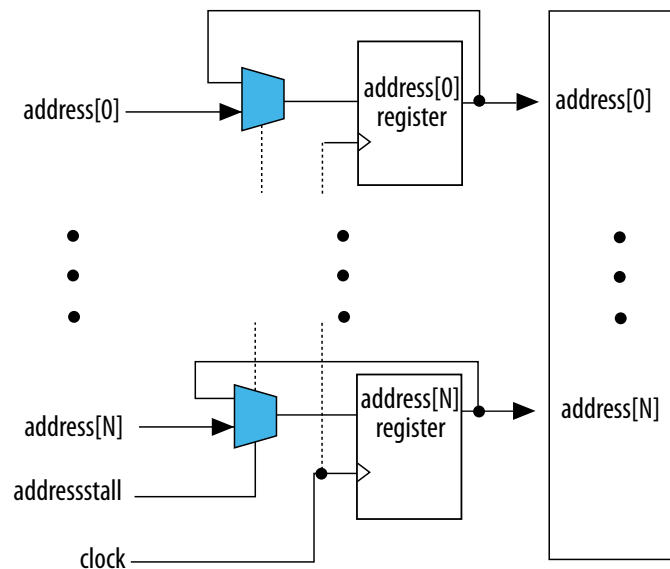 address[0]
address[0]
register
address[0]
address[N]
address[N]
register
address[N]
addressstall
clock